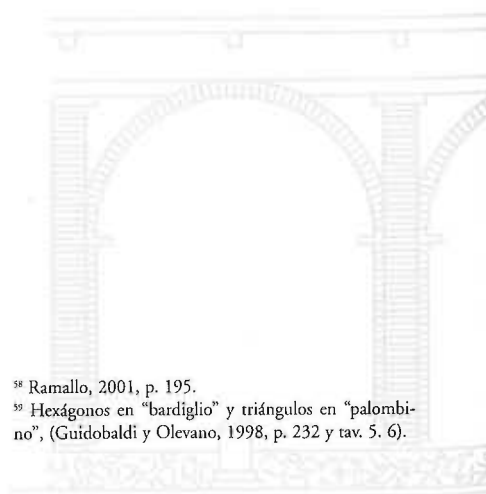 ⁵⁸ Ramallo, 2001, p. 195.
⁵⁹ Hexágonos en “bardiglio” y triángulos en “palombi-
no”, (Guidobaldi y Olevano, 1998, p. 232 y tav. 5. 6).